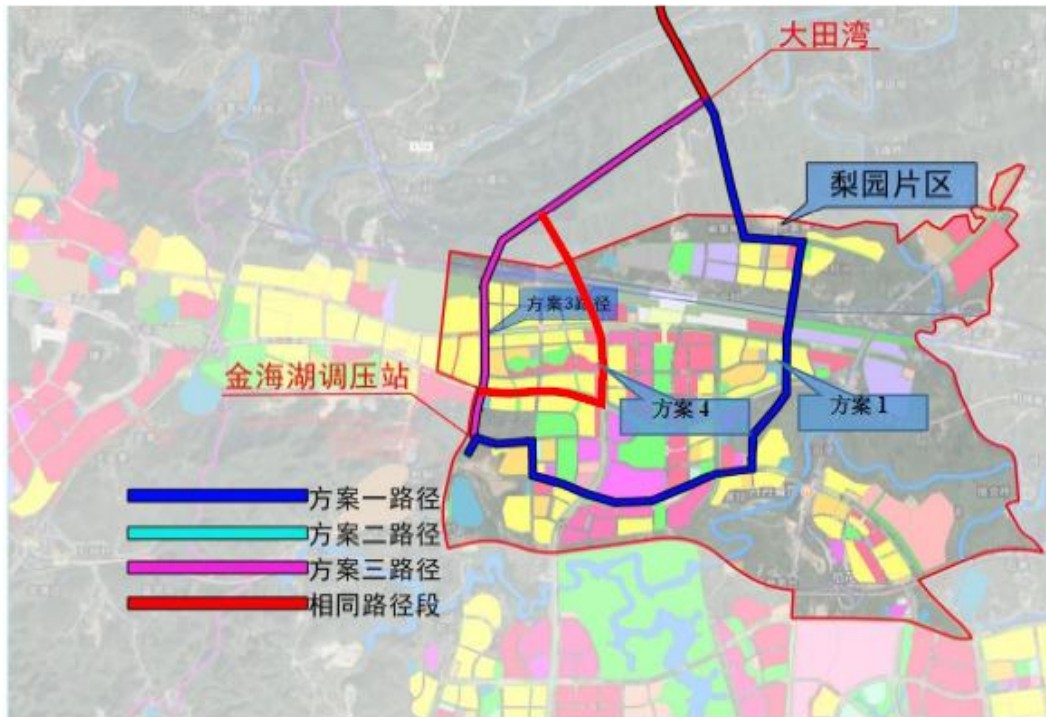 大田湾
梨园片区
方案3路径
金海湖调压站
方案 4
方案 1
方案一路径
方案二路径
方案三路径
相同路径段